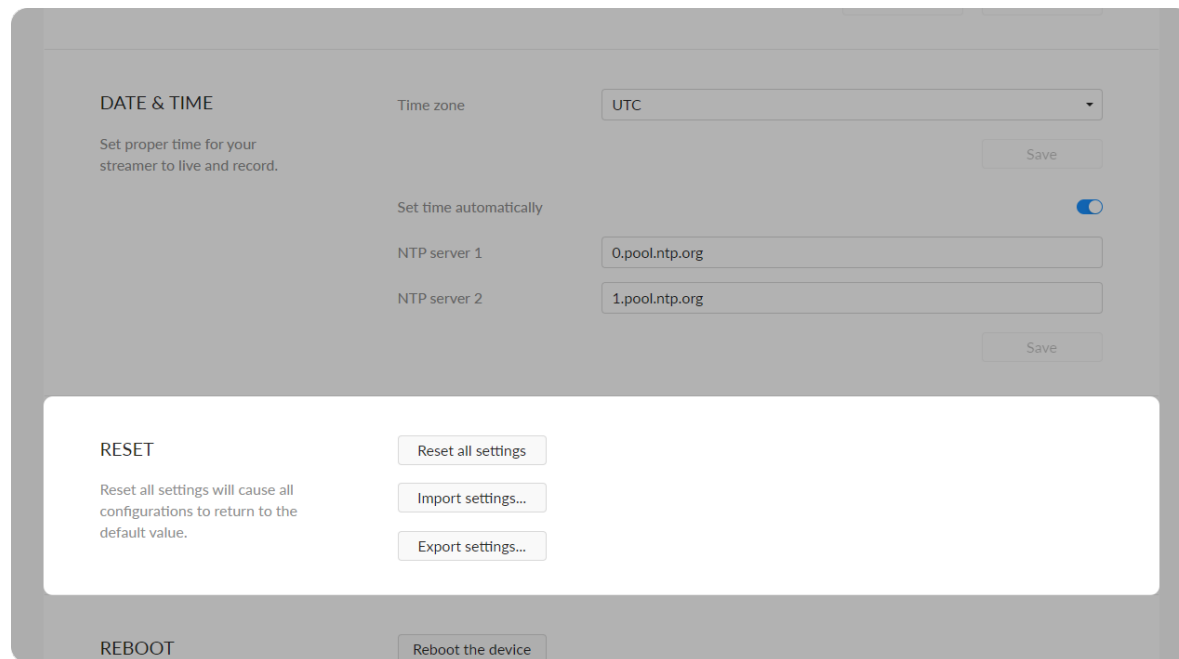 DATE & TIME
Time zone
UTC
Set proper time for your
streamer to live and record.
Save
Set time automatically
NTP server 1
0.pool.ntp.org
NTP server 2
1.pool.ntp.org
Save
RESET
Reset all settings
Reset all settings will cause all
configurations to return to the
default value.
Import settings...
Export settings...
REBOOT
Reboot the device